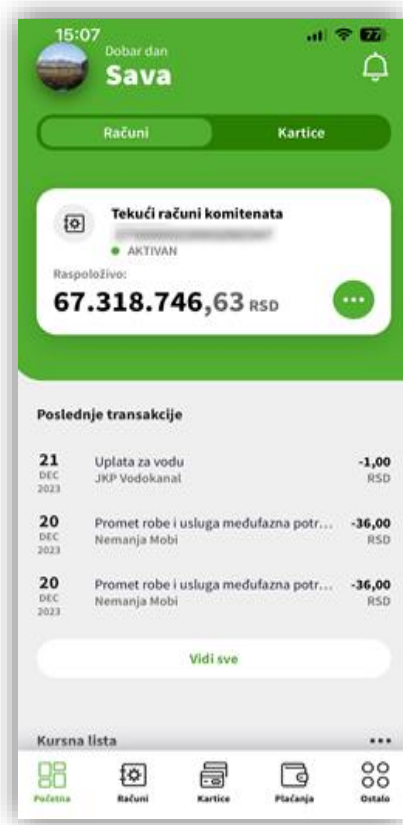 15:07
77
Dobar dan
Sava
Računi Kartice
Tekući računi komitenata
AKTIVAN
Raspoloživo:
67.318.746,63 RSD
Poslednje transakcije
21 Uplata za vodu -1,00
DEC JKP Vodokanal RSD
2023
20 Promet robe i usluga međufazna potr... -36,00
DEC Nemanja Mobi RSD
2023
20 Promet robe i usluga međufazna potr... -36,00
DEC Nemanja Mobi RSD
2023
Vidi sve
Kursna lista
Početna Računi Kartice Plaćanja Ostalo